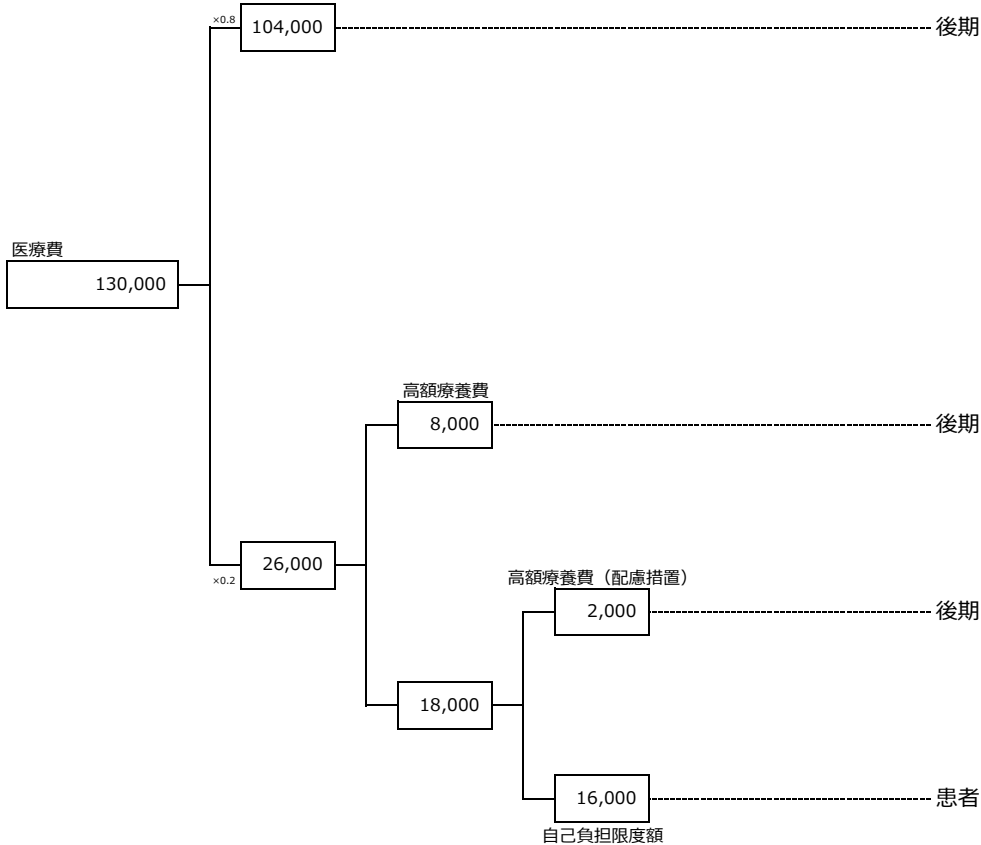 ×0.8
104,000
後期
医療費
130,000
高額療養費
8,000
後期
26,000
×0.2
高額療養費（配慮措置）
2,000
後期
18,000
16,000
患者
自己負担限度額